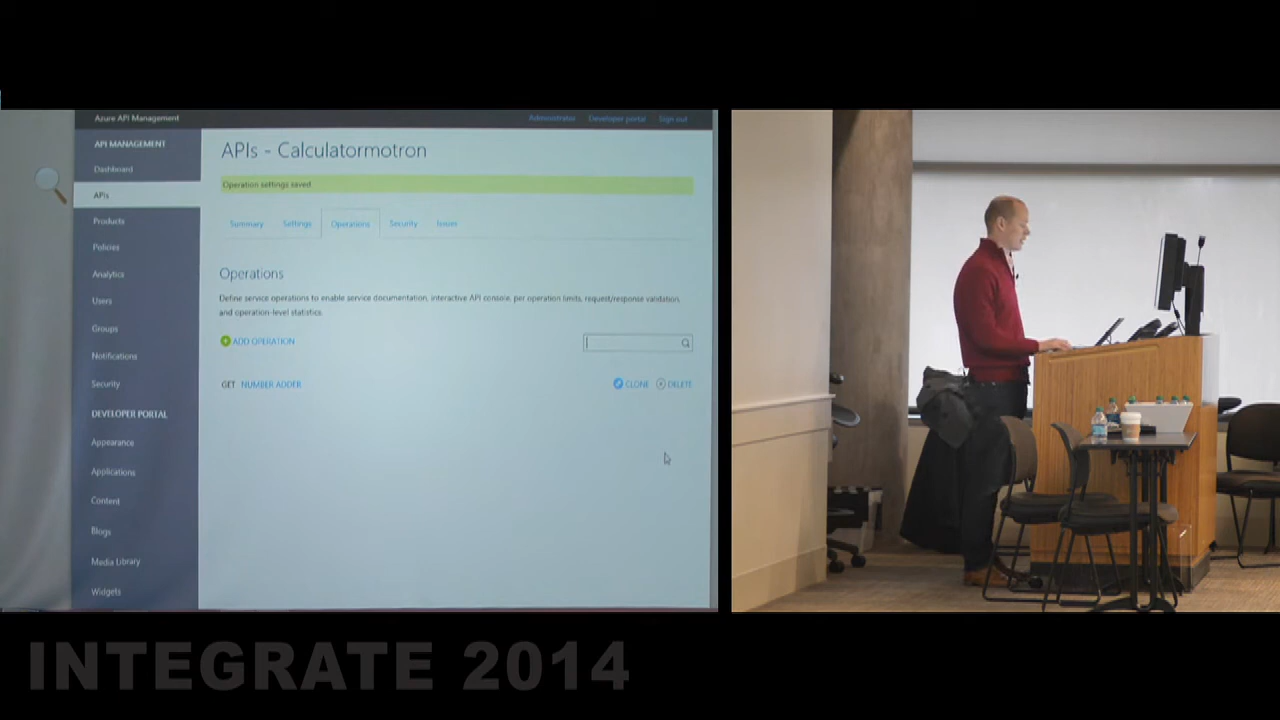 Azure API Management
Administrator Developer portal Sign out
API MANAGEMENT
Dashboard
APIs
Products
Policies
Analytics
Users
Groups
Notifications
Security
DEVELOPER PORTAL
Appearance
Applications
Content
Blogs
Media Library
Widgets
APIs - Calculatormotron
Operation settings saved
Summary Settings Operations Security Issues
Operations
Define service operations to enable service documentation, interactive API console, per operation limits, request/response validation,
and operation-level statistics.
ADD OPERATION
GET NUMBER ADDER CLONE DELETE
INTEGRATE 2014